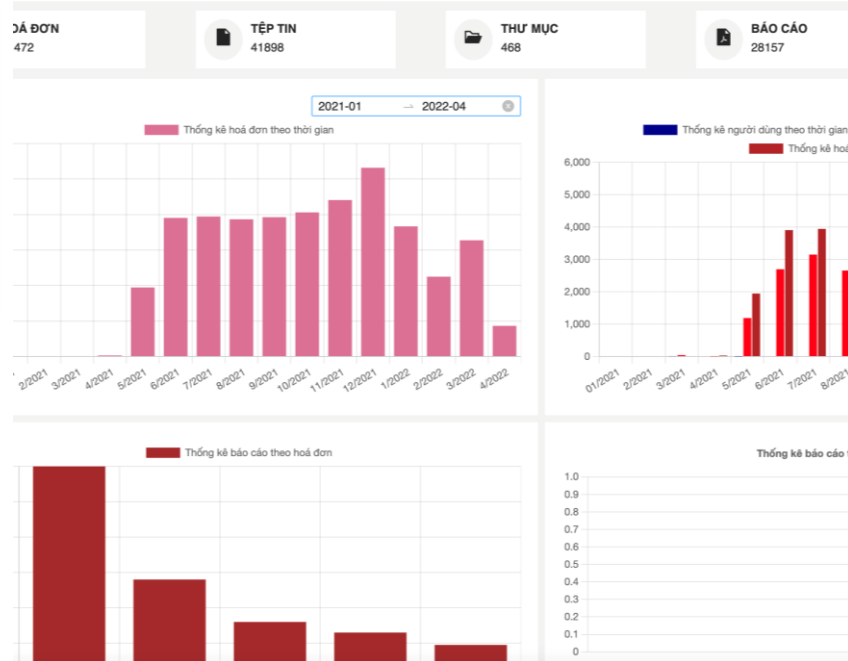 OÁ ĐƠN
472
TỆP TIN
41898
THƯ MỤC
468
BÁO CÁO
28157
2021-01 → 2022-04
Thống kê hoá đơn theo thời gian
2/2021 3/2021 4/2021 5/2021 6/2021 7/2021 8/2021 9/2021 10/2021 11/2021 12/2021 1/2022 2/2022 3/2022 4/2022
Thống kê người dùng theo thời gian
Thống kê hoá
6,000
5,000
4,000
3,000
2,000
1,000
0
01/2021 2/2021 3/2021 4/2021 5/2021 6/2021 7/2021 8/2021
Thống kê báo cáo theo hoá đơn
Thống kê báo cáo
1.0
0.9
0.8
0.7
0.6
0.5
0.4
0.3
0.2
0.1
0